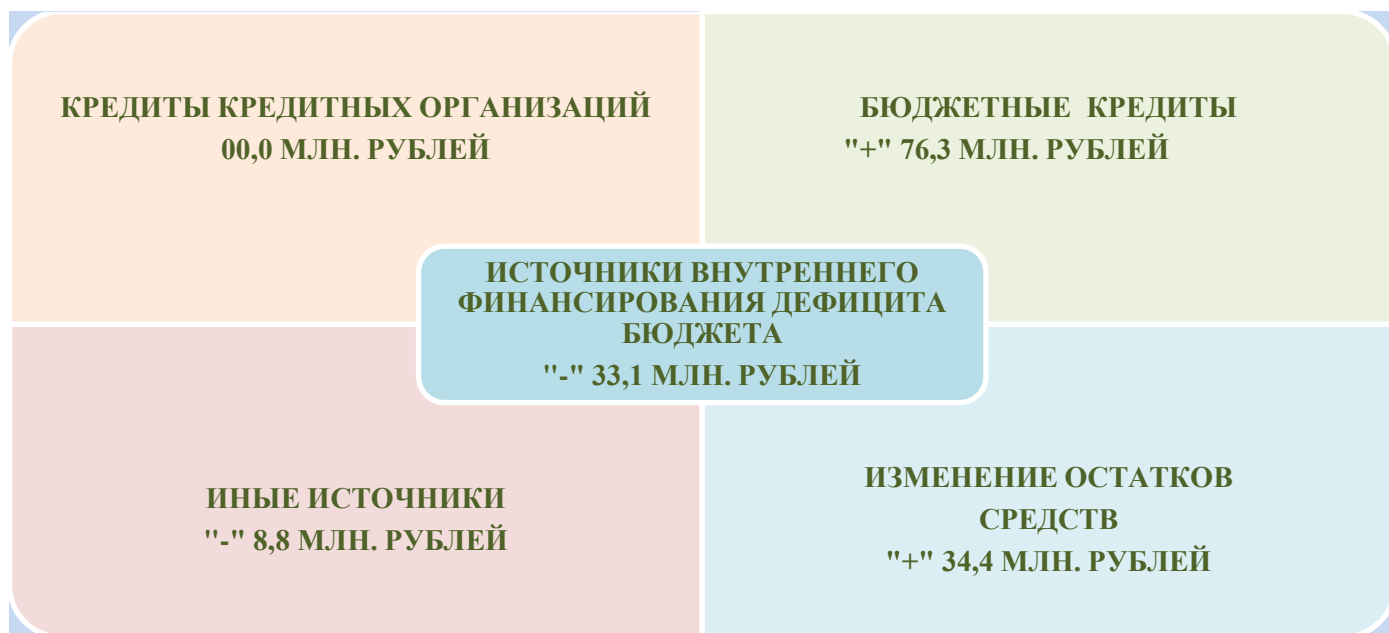 КРЕДИТЫ КРЕДИТНЫХ ОРГАНИЗАЦИЙ
00,0 МЛН. РУБЛЕЙ
БЮДЖЕТНЫЕ КРЕДИТЫ
"+" 76,3 МЛН. РУБЛЕЙ
ИСТОЧНИКИ ВНУТРЕННЕГО
ФИНАНСИРОВАНИЯ ДЕФИЦИТА
БЮДЖЕТА
"-" 33,1 МЛН. РУБЛЕЙ
ИНЫЕ ИСТОЧНИКИ
"-" 8,8 МЛН. РУБЛЕЙ
ИЗМЕНЕНИЕ ОСТАТКОВ
СРЕДСТВ
"+" 34,4 МЛН. РУБЛЕЙ